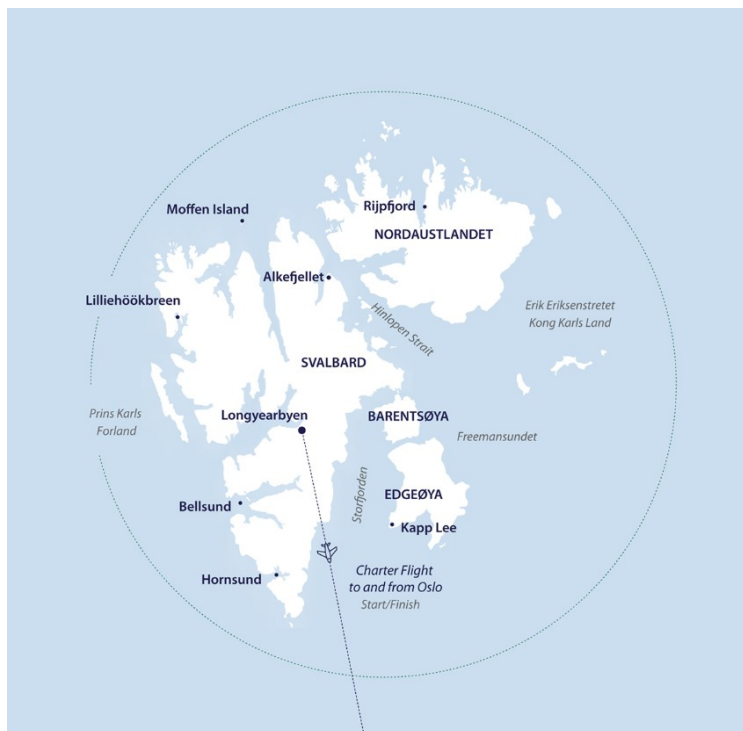 Rijpfjord
Moffen Island
NORDAUSTLANDET
Alkefjellet
Lilliehöökbreen
Hinlopen Strait
Erik Eriksenstretet
Kong Karls Land
SVALBARD
Prins Karls
Forland
Longyearbyen
BARENTSØYA
Freemansundet
Storfjorden
EDGEØYA
Bellsund
Kapp Lee
Hornsund
Charter Flight
to and from Oslo
Start/Finish